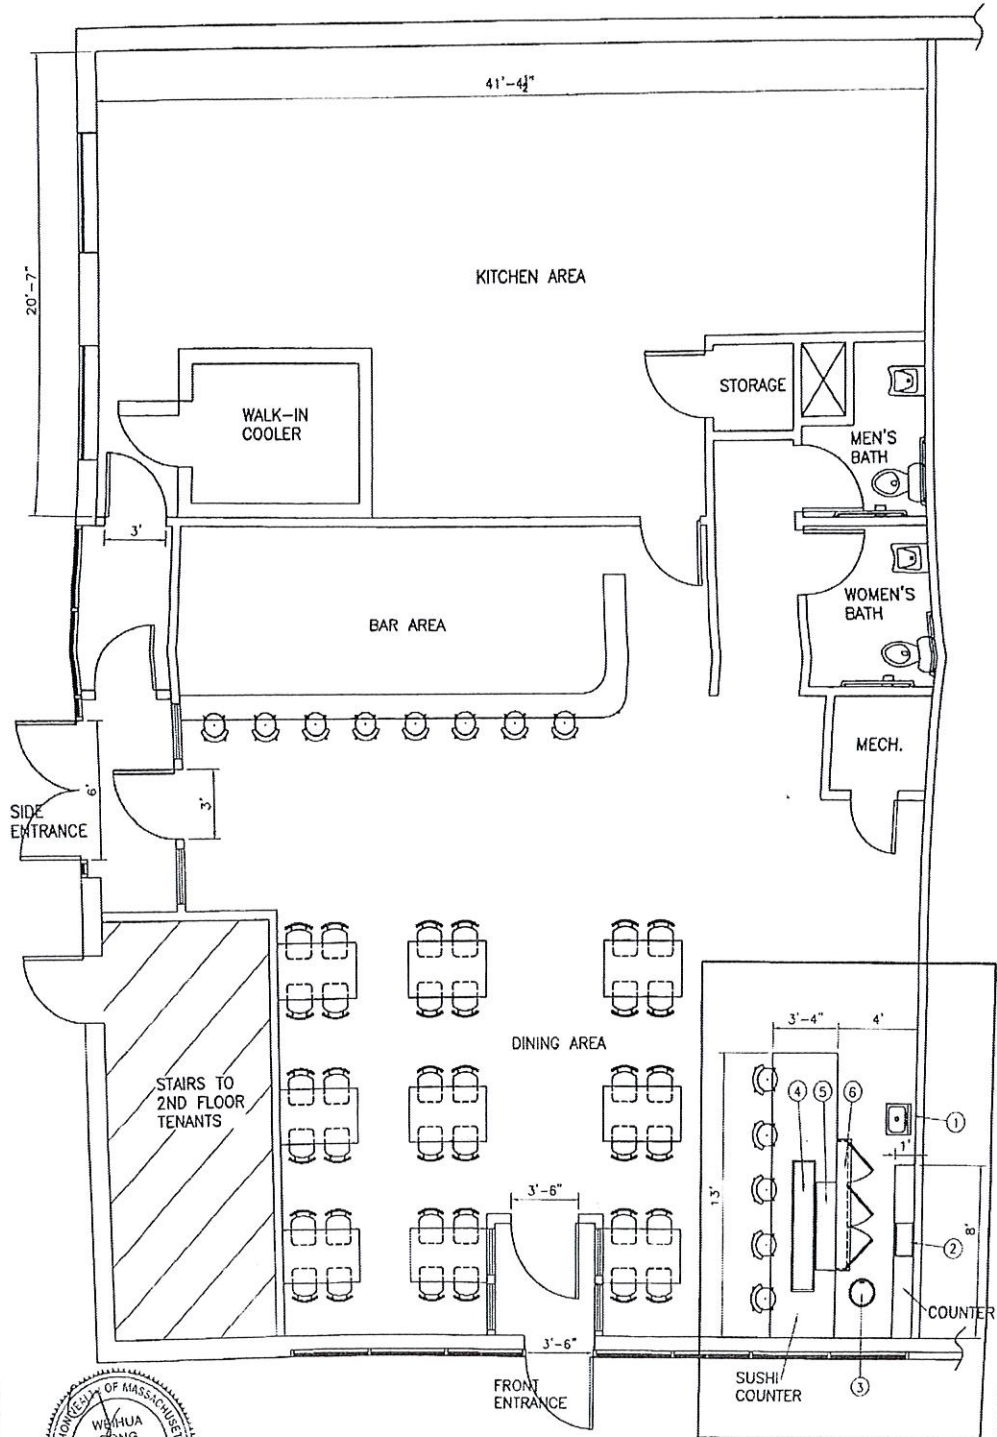 41'-4½"
20'-7"
KITCHEN AREA
WALK-IN
COOLER
STORAGE
MEN'S
BATH
3'
WOMEN'S
BATH
BAR AREA
MECH.
6'
3'
SIDE
ENTRANCE
3'-4"
4'
DINING AREA
STAIRS TO
2ND FLOOR
TENANTS
4
5
6
1
1'
13'
3'-6"
8'
2
COUNTER
3'-6"
FRONT
ENTRANCE
SUSHI
COUNTER
3
OF MASSACHUSET
WEIHUA